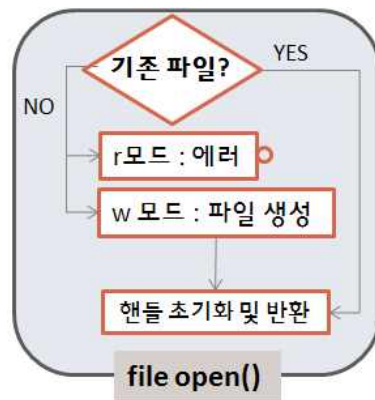 기존 파일?
YES
NO
r모드 : 에러
w 모드 : 파일 생성
핸들 초기화 및 반환
file open()